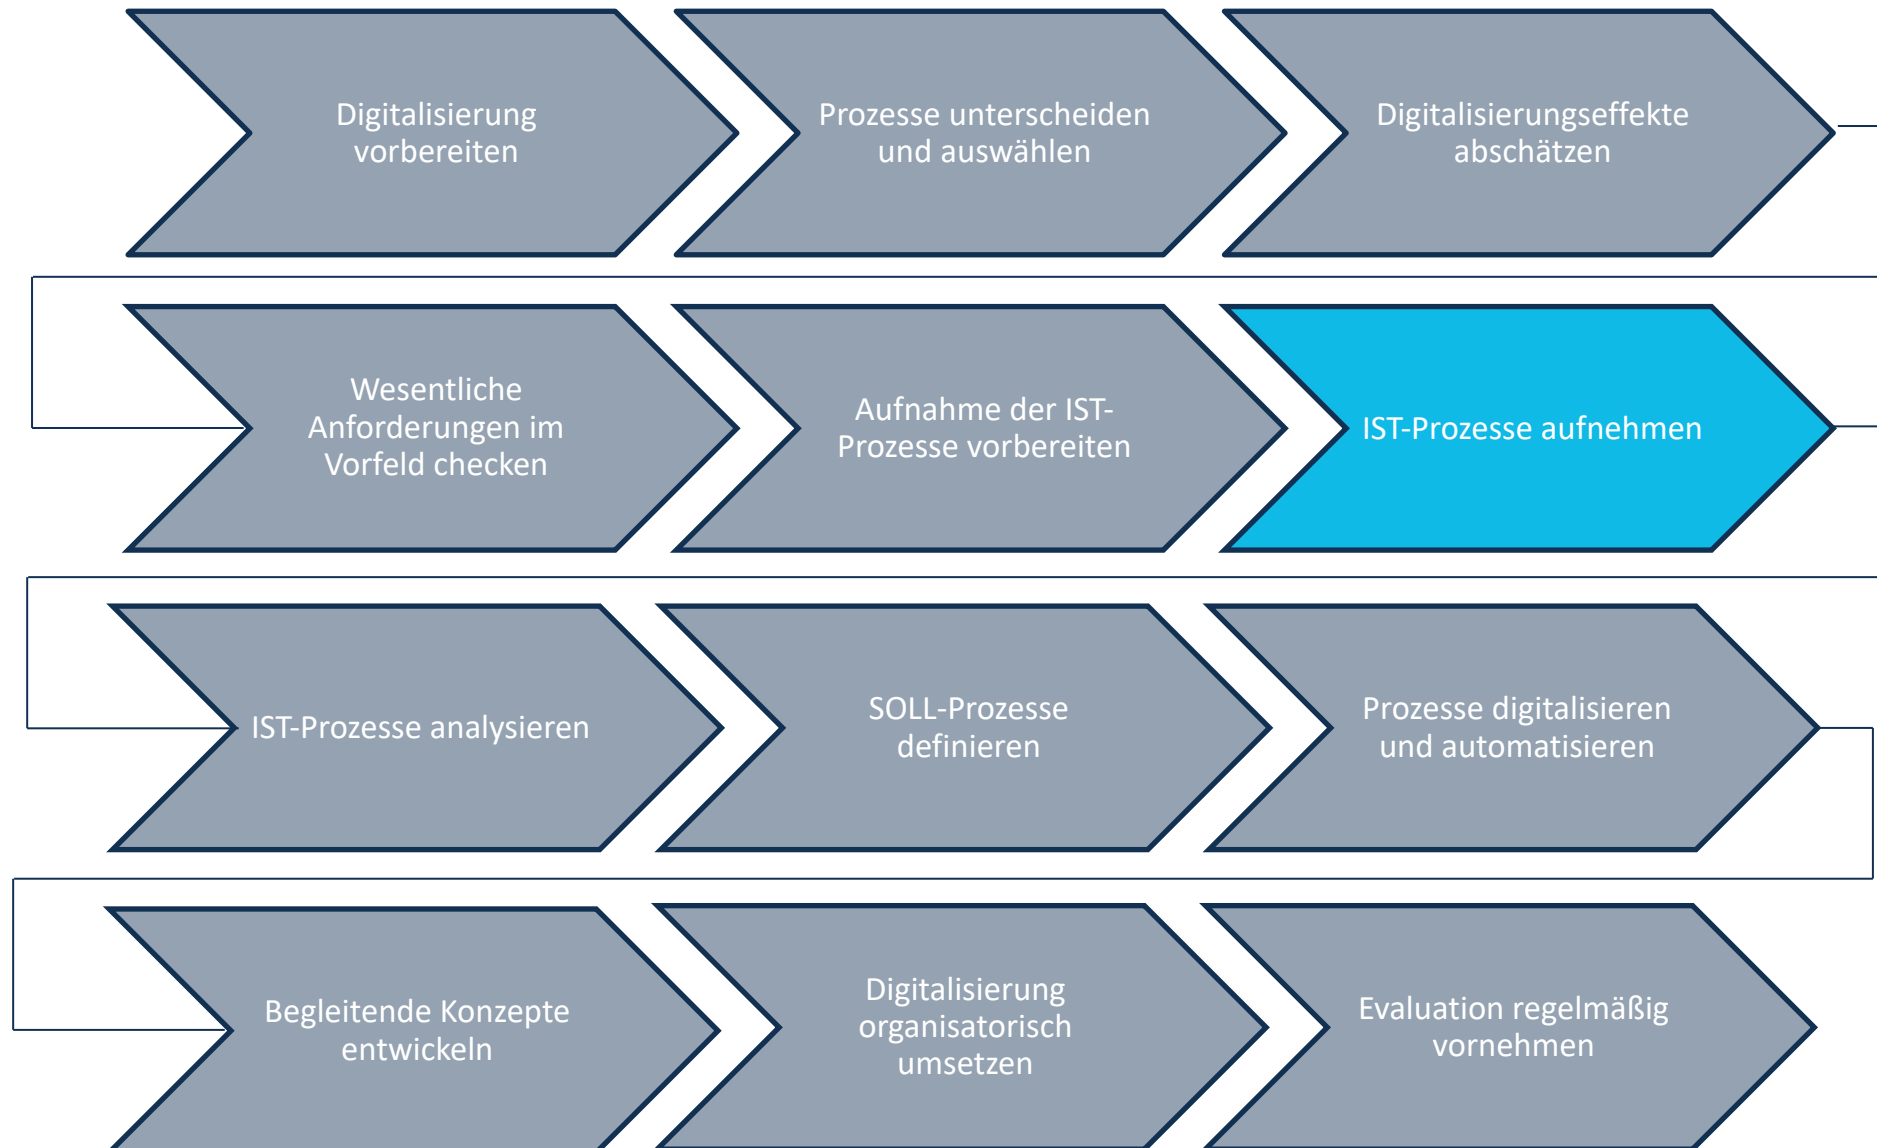 Digitalisierung
vorbereiten
Prozesse unterscheiden
und auswählen
Digitalisierungseffekte
abschätzen
Wesentliche
Anforderungen im
Vorfeld checken
Aufnahme der IST-
Prozesse vorbereiten
IST-Prozesse aufnehmen
IST-Prozesse analysieren
SOLL-Prozesse
definieren
Prozesse digitalisieren
und automatisieren
Begleitende Konzepte
entwickeln
Digitalisierung
organisatorisch
umsetzen
Evaluation regelmäßig
vornehmen